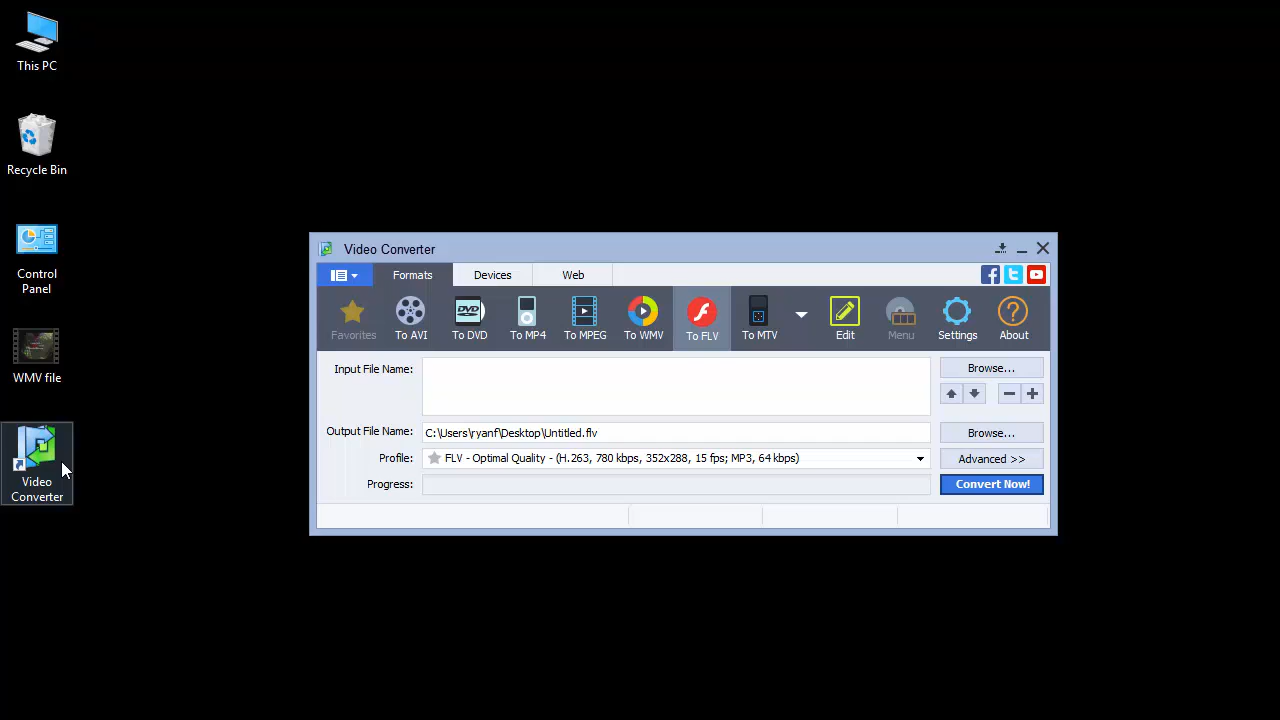 This PC
Recycle Bin
Control
Panel
WMV file
Video
Converter
Video Converter
Formats
Devices
Web
Favorites
To AVI
DVD
To DVD
To MP4
To MPEG
To WMV
To FLV
To MTV
Edit
Menu
Settings
?
About
Input File Name:
Browse...
Output File Name:
C:\Users\ryanf\Desktop\Untitled.flv
Browse...
Profile:
FLV - Optimal Quality - (H.263, 780 kbps, 352x288, 15 fps; MP3, 64 kbps)
Advanced >>
Progress:
Convert Now!